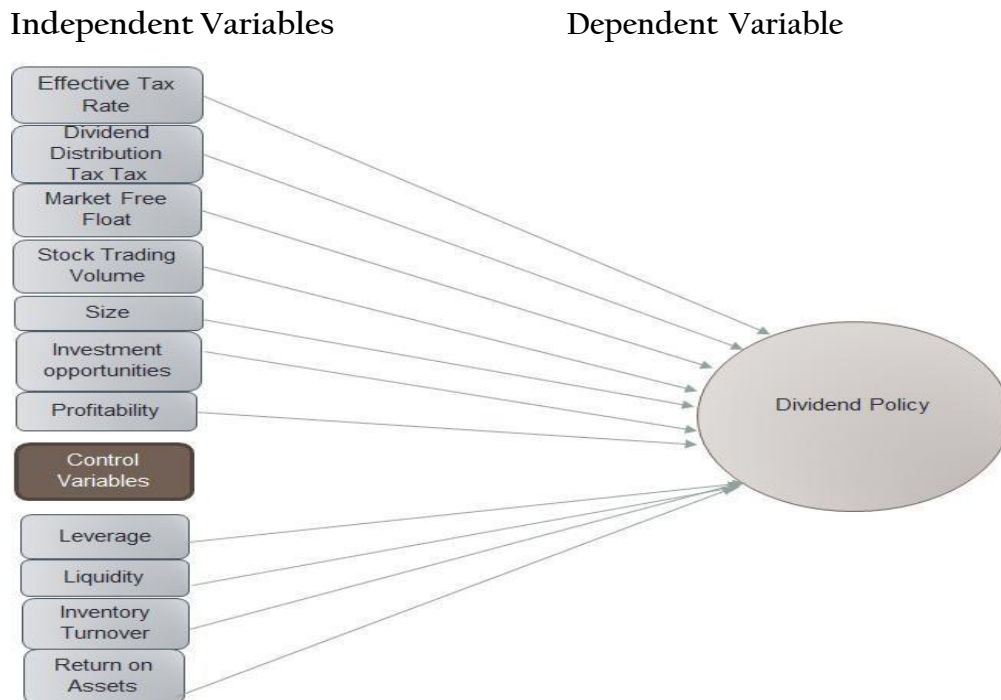 Independent Variables
Dependent Variable
Effective Tax
Rate
Dividend
Distribution
Tax Tax
Market Free
Float
Stock Trading
Volume
Size
Investment
opportunities
Profitability
Control
Variables
Leverage
Liquidity
Inventory
Turnover
Return on
Assets
Dividend Policy